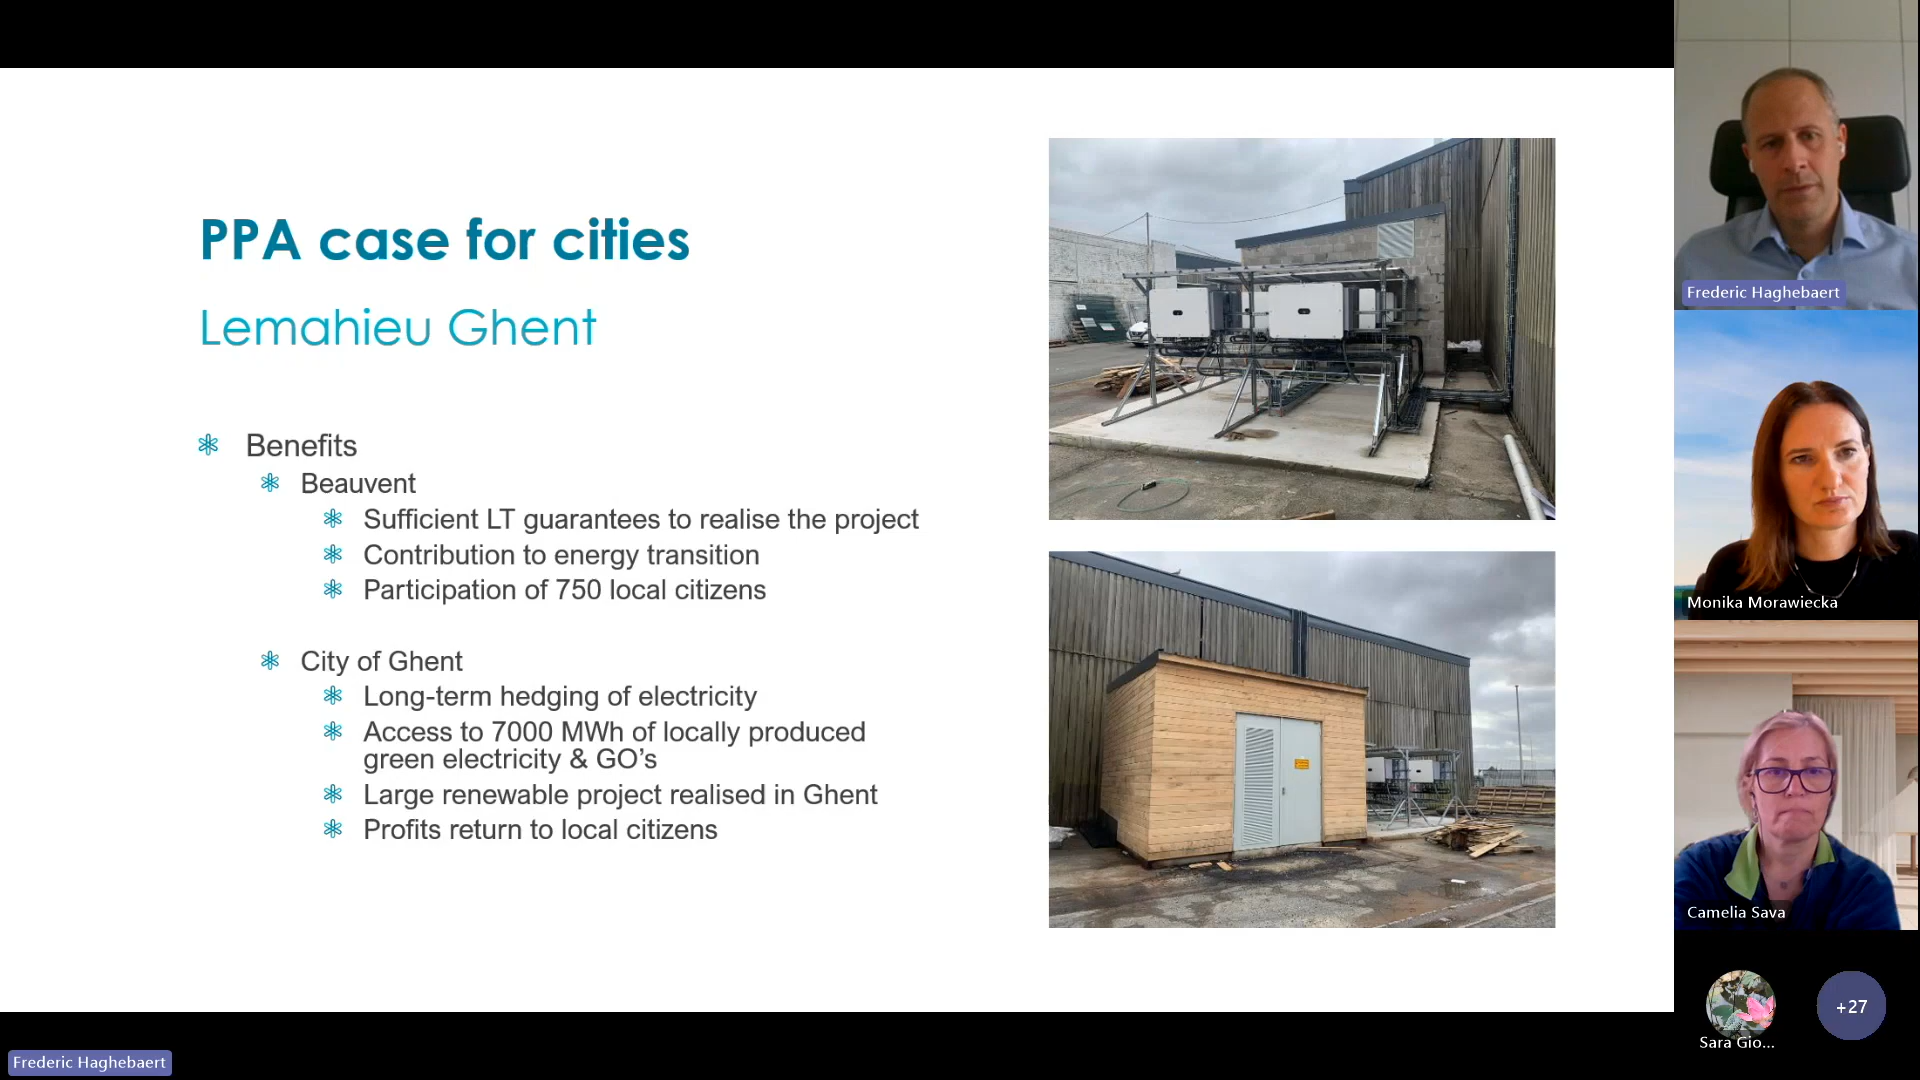 PPA case for cities
Lemahieu Ghent
Benefits
Beauvent
Sufficient LT guarantees to realise the project
Contribution to energy transition
Participation of 750 local citizens
City of Ghent
Long-term hedging of electricity
Access to 7000 MWh of locally produced
green electricity & GO's
Large renewable project realised in Ghent
Profits return to local citizens
Frederic Haghebaert
Monika Morawiecka
Camelia Sava
Sara Gio...
+27
Frederic Haghebaert